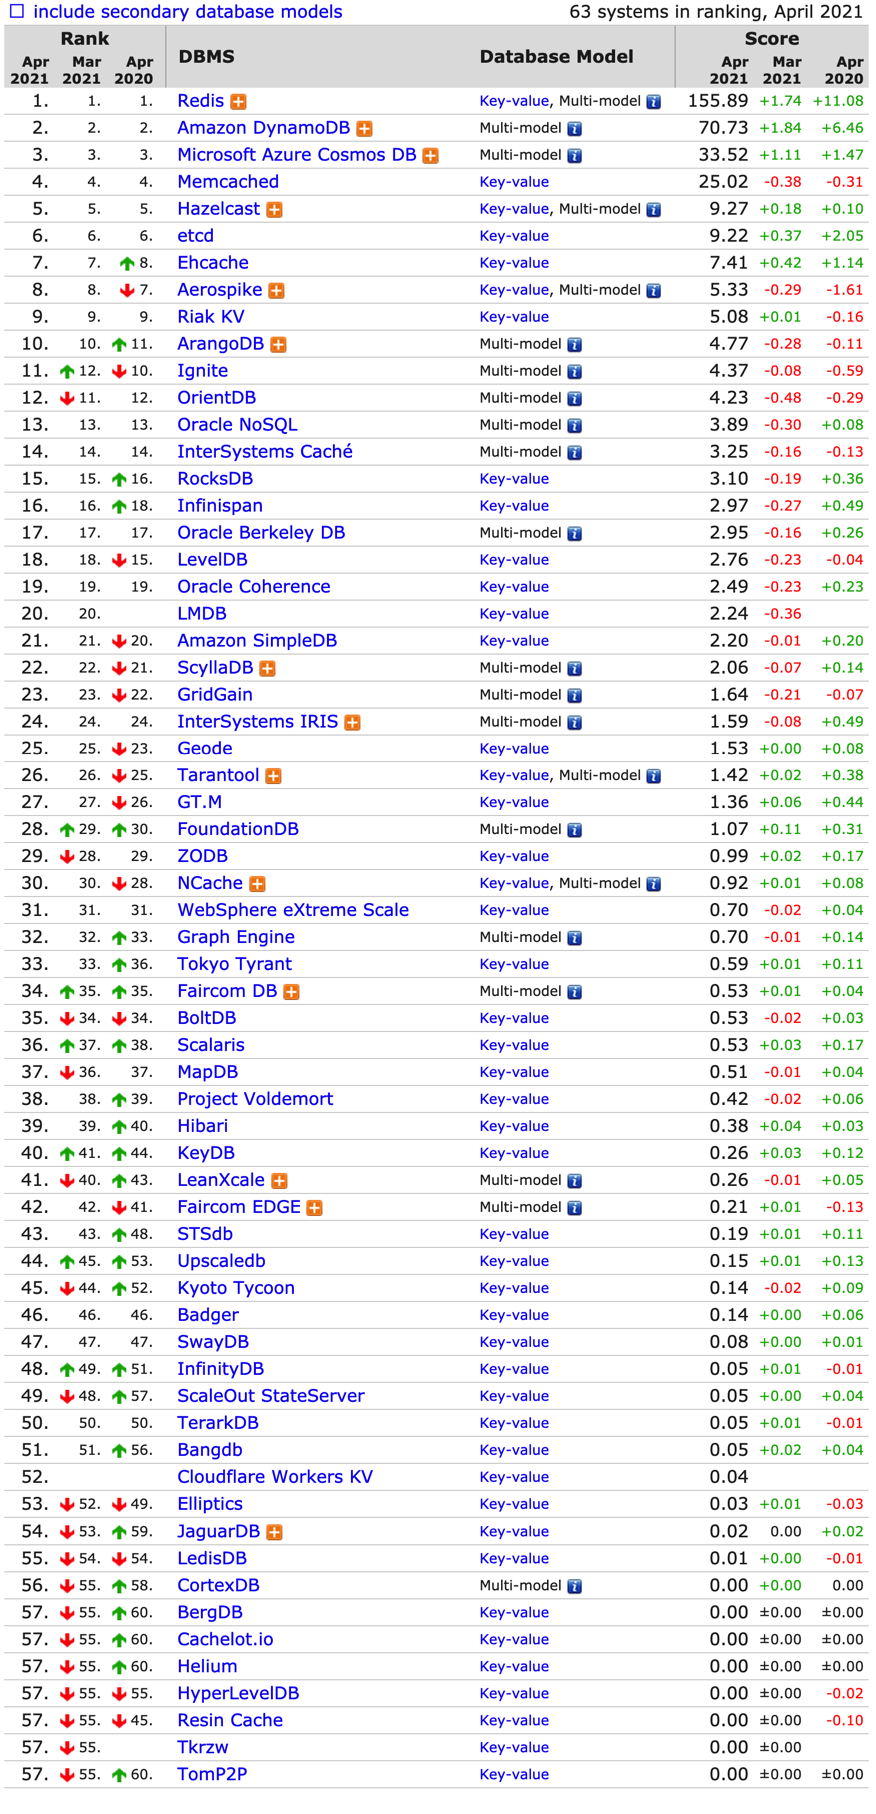 include secondary database models 63 systems in ranking, April 2021
Rank DBMS Database Model Score
Apr 2021 Mar 2021 Apr 2020 Apr 2021 Mar 2021 Apr 2020
1. 1. 1. Redis Key-value, Multi-model 155.89 +1.74 +11.08
2. 2. 2. Amazon DynamoDB Multi-model 70.73 +1.84 +6.46
3. 3. 3. Microsoft Azure Cosmos DB Multi-model 33.52 +1.11 +1.47
4. 4. 4. Memcached Key-value 25.02 -0.38 -0.31
5. 5. 5. Hazelcast Key-value, Multi-model 9.27 +0.18 +0.10
6. 6. 6. etcd Key-value 9.22 +0.37 +2.05
7. 7. 8. Ehcache Key-value 7.41 +0.42 +1.14
8. 8. 7. Aerospike Key-value, Multi-model 5.33 -0.29 -1.61
9. 9. 9. Riak KV Key-value 5.08 +0.01 -0.16
10. 10. 11. ArangoDB Multi-model 4.77 -0.28 -0.11
11. 12. 10. Ignite Multi-model 4.37 -0.08 -0.59
12. 11. 12. OrientDB Multi-model 4.23 -0.48 -0.29
13. 13. 13. Oracle NoSQL Multi-model 3.89 -0.30 +0.08
14. 14. 14. InterSystems Caché Multi-model 3.25 -0.16 -0.13
15. 15. 16. RocksDB Key-value 3.10 -0.19 +0.36
16. 16. 18. Infinispan Key-value 2.97 -0.27 +0.49
17. 17. 17. Oracle Berkeley DB Multi-model 2.95 -0.16 +0.26
18. 18. 15. LevelDB Key-value 2.76 -0.23 -0.04
19. 19. 19. Oracle Coherence Key-value 2.49 -0.23 +0.23
20. 20. LMDB Key-value 2.24 -0.36
21. 21. 20. Amazon SimpleDB Key-value 2.20 -0.01 +0.20
22. 22. 21. ScyllaDB Multi-model 2.06 -0.07 +0.14
23. 23. 22. GridGain Multi-model 1.64 -0.21 -0.07
24. 24. 24. InterSystems IRIS Multi-model 1.59 -0.08 +0.49
25. 25. 23. Geode Key-value 1.53 +0.00 +0.08
26. 26. 25. Tarantool Key-value, Multi-model 1.42 +0.02 +0.38
27. 27. 26. GT.M Key-value 1.36 +0.06 +0.44
28. 29. 30. FoundationDB Multi-model 1.07 +0.11 +0.31
29. 28. 29. ZODB Key-value 0.99 +0.02 +0.17
30. 30. 28. NCache Key-value, Multi-model 0.92 +0.01 +0.08
31. 31. 31. WebSphere eXtreme Scale Key-value 0.70 -0.02 +0.04
32. 32. 33. Graph Engine Multi-model 0.70 -0.01 +0.14
33. 33. 36. Tokyo Tyrant Key-value 0.59 +0.01 +0.11
34. 35. 35. Faircom DB Multi-model 0.53 +0.01 +0.04
35. 34. 34. BoltDB Key-value 0.53 -0.02 +0.03
36. 37. 38. Scalaris Key-value 0.53 +0.03 +0.17
37. 36. 37. MapDB Key-value 0.51 -0.01 +0.04
38. 38. 39. Project Voldemort Key-value 0.42 -0.02 +0.06
39. 39. 40. Hibari Key-value 0.38 +0.04 +0.03
40. 41. 44. KeyDB Key-value 0.26 +0.03 +0.12
41. 40. 43. LeanXcale Multi-model 0.26 -0.01 +0.05
42. 42. 41. Faircom EDGE Multi-model 0.21 +0.01 -0.13
43. 43. 48. STSdb Key-value 0.19 +0.01 +0.11
44. 45. 53. Upscaledb Key-value 0.15 +0.01 +0.13
45. 44. 52. Kyoto Tycoon Key-value 0.14 -0.02 +0.09
46. 46. 46. Badger Key-value 0.14 +0.00 +0.06
47. 47. 47. SwayDB Key-value 0.08 +0.00 +0.01
48. 49. 51. InfinityDB Key-value 0.05 +0.01 -0.01
49. 48. 57. ScaleOut StateServer Key-value 0.05 +0.00 +0.04
50. 50. 50. TerarkDB Key-value 0.05 +0.01 -0.01
51. 51. 56. Bangdb Key-value 0.05 +0.02 +0.04
52. Cloudflare Workers KV Key-value 0.04
53. 52. 49. Elliptics Key-value 0.03 +0.01 -0.03
54. 53. 59. JaguarDB Key-value 0.02 0.00 +0.02
55. 54. 54. LedisDB Key-value 0.01 +0.00 -0.01
56. 55. 58. CortexDB Multi-model 0.00 +0.00 0.00
57. 55. 60. BergDB Key-value 0.00 ±0.00 ±0.00
57. 55. 60. Cachelot.io Key-value 0.00 ±0.00 ±0.00
57. 55. 60. Helium Key-value 0.00 ±0.00 ±0.00
57. 55. 55. HyperLevelDB Key-value 0.00 ±0.00 -0.02
57. 55. 45. Resin Cache Key-value 0.00 ±0.00 -0.10
57. 55. Tkrzw Key-value 0.00 ±0.00
57. 55. 60. TomP2P Key-value 0.00 ±0.00 ±0.00